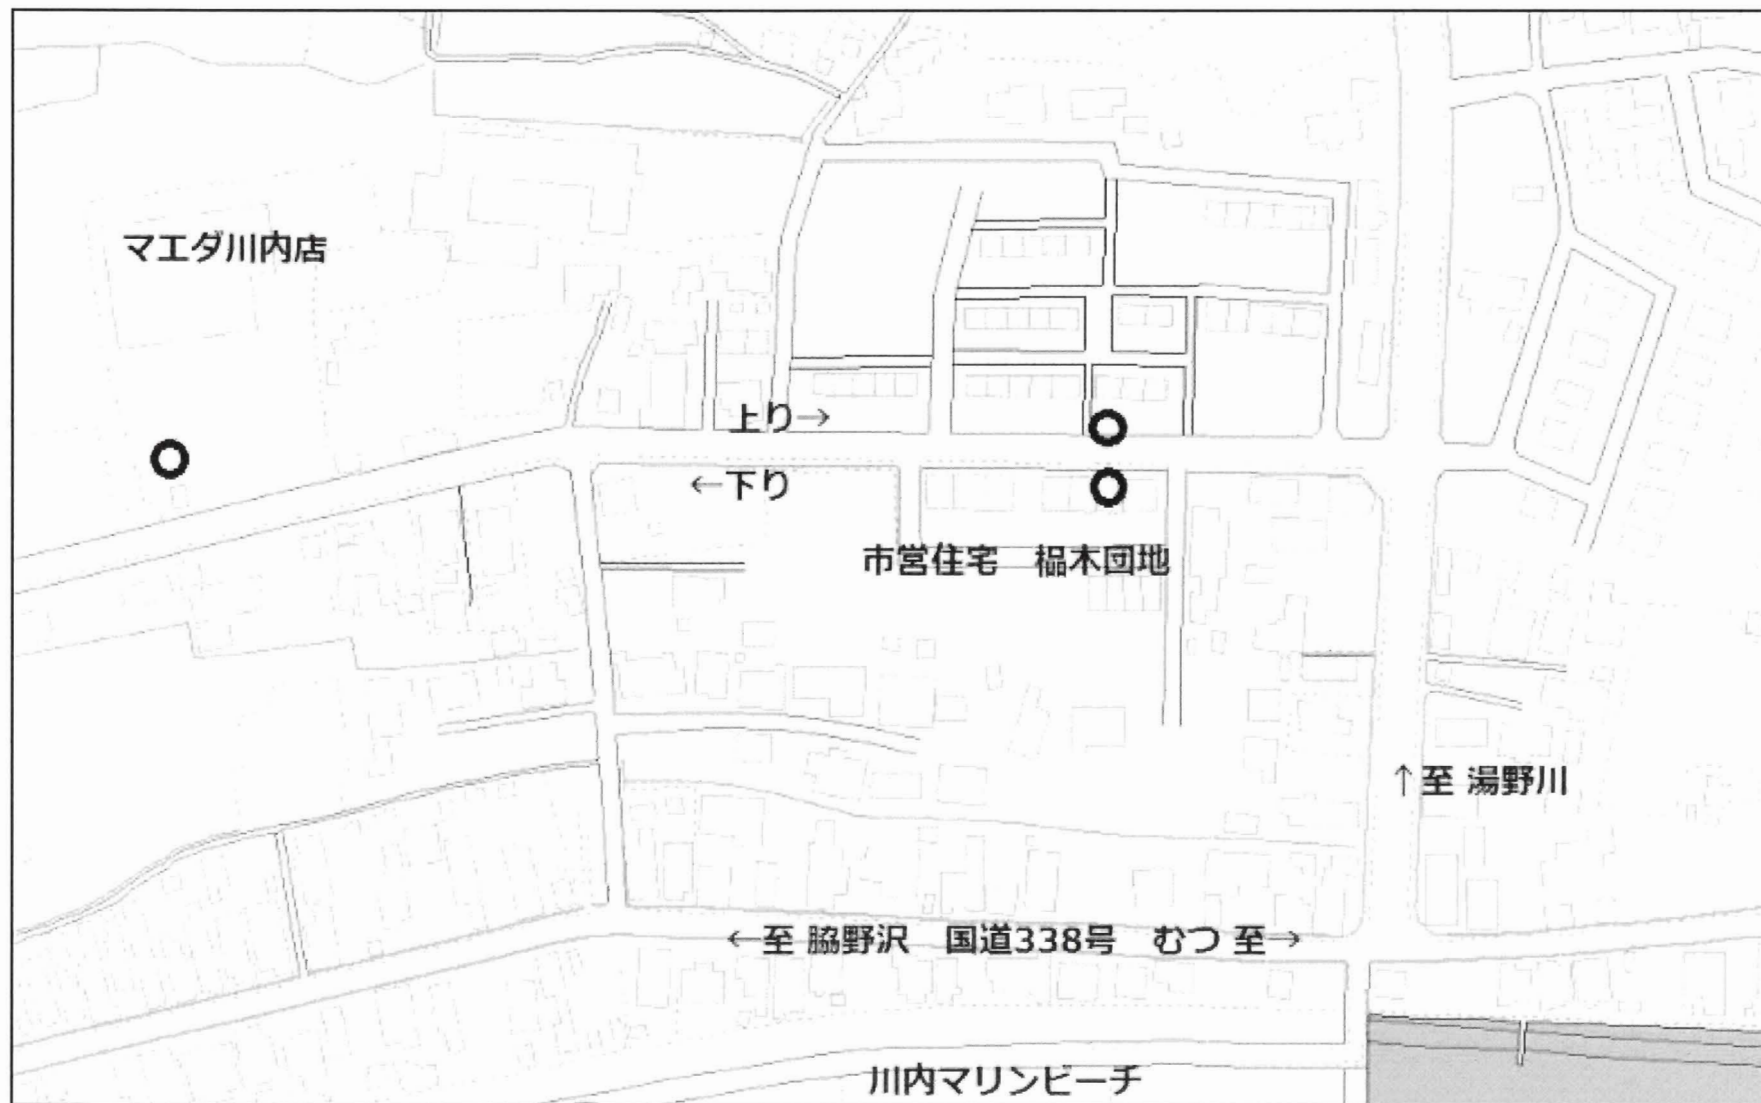 マエダ川内店
上り→
←下り
市営住宅　楍木団地
↑至 湯野川
←至 脇野沢　国道338号　むつ 至→
川内マリンビーチ